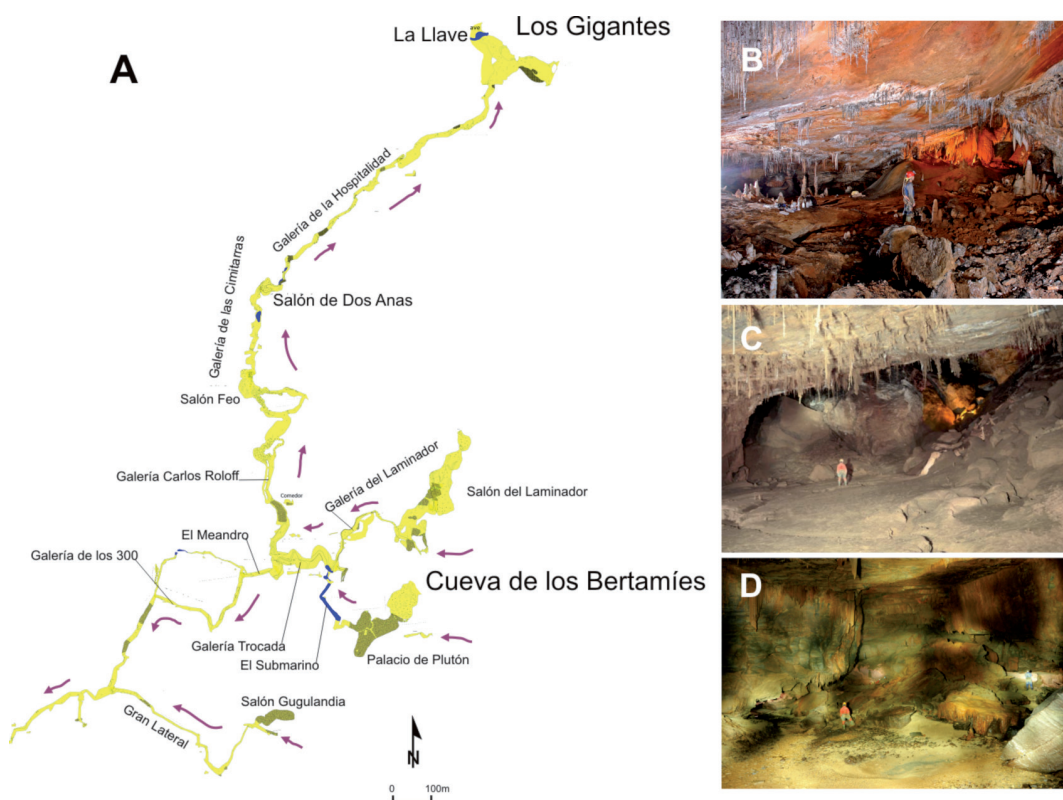 A
La Llave
Los Gigantes
Galería de la Hospitalidad
Galería de las Cimitarras
Salón de Dos Anas
Salón Feo
Galería Carlos Roloff
Comedor
Galería del Laminador
Salón del Laminador
El Meandro
Galería de los 300
Cueva de los Bertamíes
Galería Trocada
El Submarino
Palacio de Plutón
Salón Gugulandia
Gran Lateral
N
0 100m
B
C
D